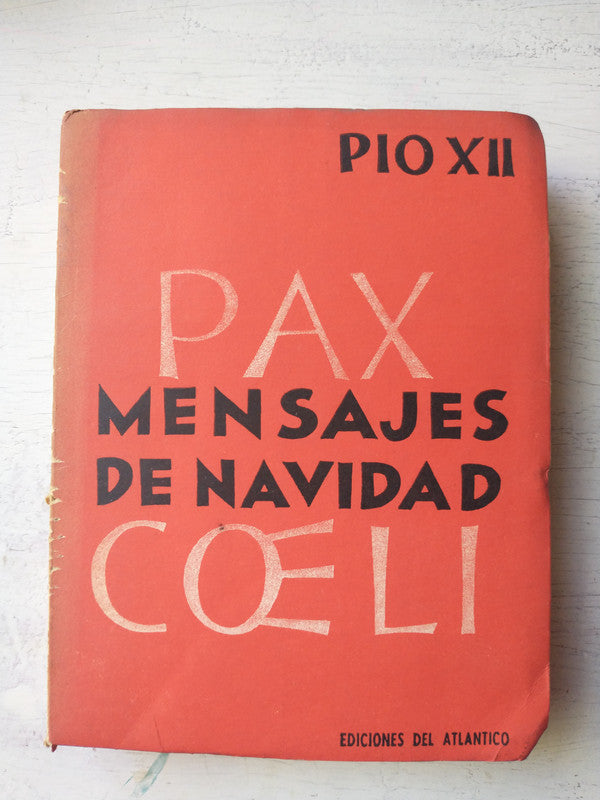 PIO XII
PAX
MENSAJES
DE NAVIDAD
CŒLI
EDICIONES DEL ATLANTICO